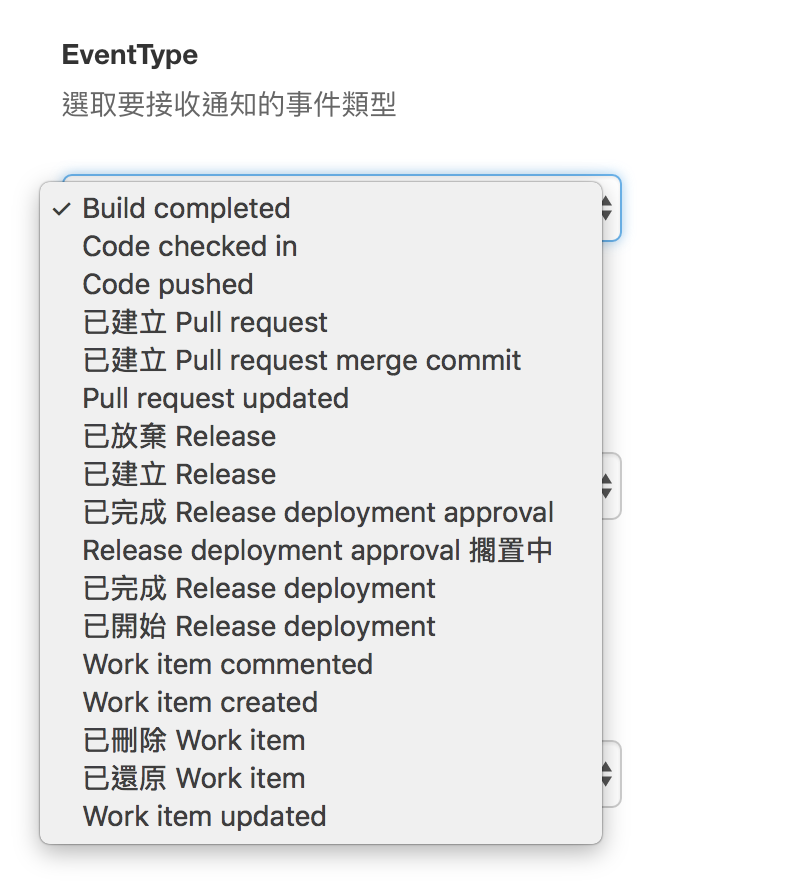 EventType
選取要接收通知的事件類型
✓ Build completed
Code checked in
Code pushed
已建立 Pull request
已建立 Pull request merge commit
Pull request updated
已放棄 Release
已建立 Release
已完成 Release deployment approval
Release deployment approval 擱置中
已完成 Release deployment
已開始 Release deployment
Work item commented
Work item created
已刪除 Work item
已還原 Work item
Work item updated